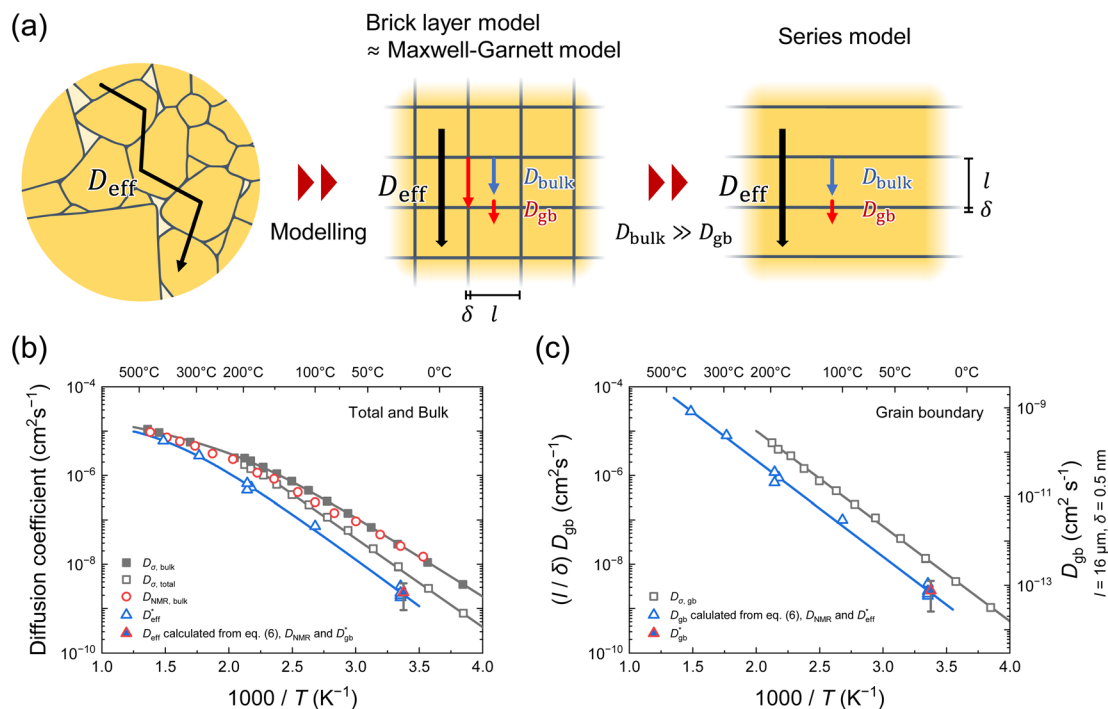 (a)
Brick layer model
≈ Maxwell-Garnett model
Series model
D_eff
Modelling
D_eff
D_bulk
D_gb
δ l
D_bulk ≫ D_gb
D_eff
D_bulk
D_gb
l
δ
(b)
500°C 300°C 200°C 100°C 50°C 0°C
Total and Bulk
Diffusion coefficient (cm²s⁻¹)
10⁻⁴
10⁻⁶
10⁻⁸
10⁻¹⁰
D_σ, bulk
D_σ, total
D_NMR, bulk
D*_eff
D_eff calculated from eq. (6), D_NMR and D*_gb
1.0 1.5 2.0 2.5 3.0 3.5 4.0
1000 / T (K⁻¹)
(c)
500°C 300°C 200°C 100°C 50°C 0°C
Grain boundary
(l / δ) D_gb (cm²s⁻¹)
10⁻⁴
10⁻⁶
10⁻⁸
10⁻¹⁰
D_σ, gb
D_gb calulated from eq. (6), D_NMR and D*_eff
D*_gb
10⁻⁹
10⁻¹¹
10⁻¹³
D_gb (cm² s⁻¹)
l = 16 μm, δ = 0.5 nm
1.0 1.5 2.0 2.5 3.0 3.5 4.0
1000 / T (K⁻¹)